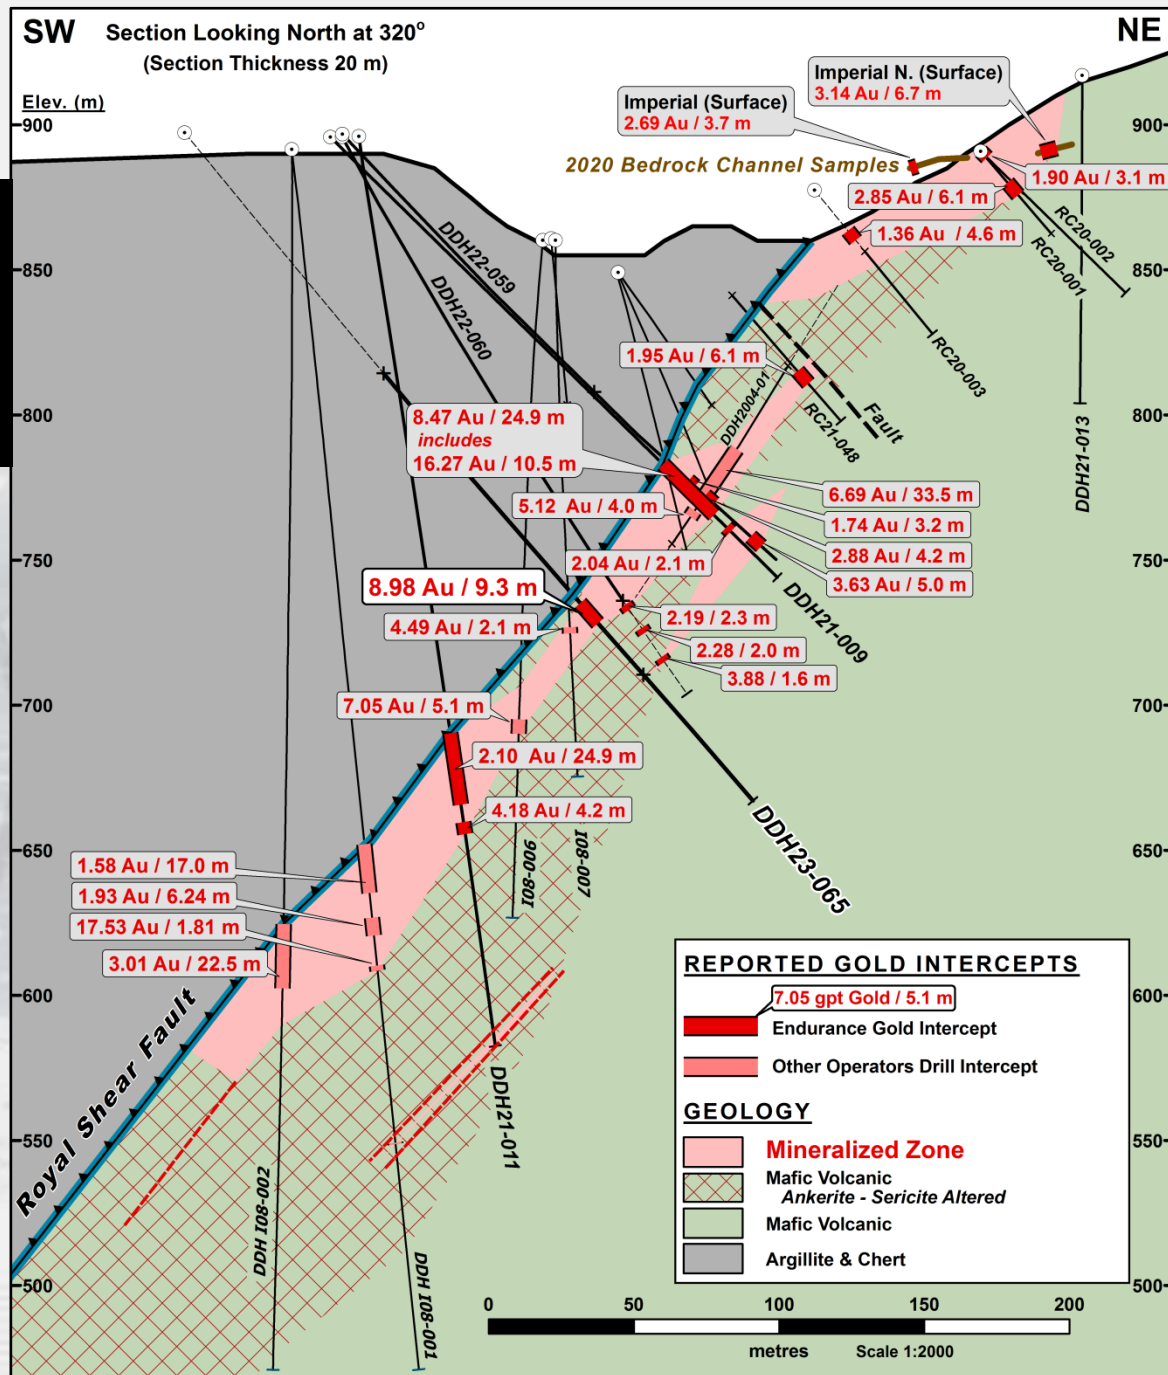 SW
Section Looking North at 320°
(Section Thickness 20 m)
NE
Elev. (m)
900
850
800
750
700
650
600
550
500
900
850
800
750
700
650
600
550
500
Imperial N. (Surface)
3.14 Au / 6.7 m
Imperial (Surface)
2.69 Au / 3.7 m
2020 Bedrock Channel Samples
1.90 Au / 3.1 m
2.85 Au / 6.1 m
1.36 Au / 4.6 m
RC20-002
RC20-001
RC20-003
DDH21-013
DDH22-059
DDH22-060
1.95 Au / 6.1 m
DDH2004-01
RC21-048
Fault
8.47 Au / 24.9 m
includes
16.27 Au / 10.5 m
5.12 Au / 4.0 m
6.69 Au / 33.5 m
1.74 Au / 3.2 m
2.88 Au / 4.2 m
3.63 Au / 5.0 m
2.04 Au / 2.1 m
DDH21-009
8.98 Au / 9.3 m
4.49 Au / 2.1 m
2.19 / 2.3 m
2.28 / 2.0 m
3.88 / 1.6 m
7.05 Au / 5.1 m
2.10 Au / 24.9 m
4.18 Au / 4.2 m
I08-006
I08-007
DDH23-065
1.58 Au / 17.0 m
1.93 Au / 6.24 m
17.53 Au / 1.81 m
3.01 Au / 22.5 m
Royal Shear Fault
DDH21-011
DDH I08-002
DDH I08-001
REPORTED GOLD INTERCEPTS
7.05 gpt Gold / 5.1 m
Endurance Gold Intercept
Other Operators Drill Intercept
GEOLOGY
Mineralized Zone
Mafic Volcanic
Ankerite - Sericite Altered
Mafic Volcanic
Argillite & Chert
0 50 100 150 200
metres Scale 1:2000